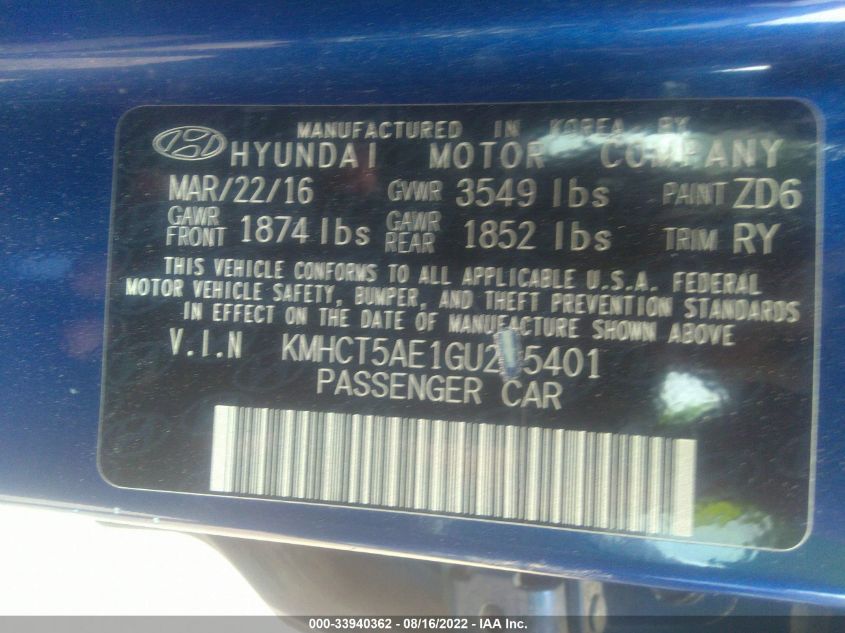 MANUFACTURED IN KOREA BY
HYUNDAI MOTOR COMPANY
MAR/22/16 GVWR 3549 lbs PAINT ZD6
GAWR FRONT 1874 lbs GAWR REAR 1852 lbs TRIM RY
THIS VEHICLE CONFORMS TO ALL APPLICABLE U.S.A. FEDERAL
MOTOR VEHICLE SAFETY, BUMPER, AND THEFT PREVENTION STANDARDS
IN EFFECT ON THE DATE OF MANUFACTURE SHOWN ABOVE
V.I.N
PASSENGER CAR
000-33940362 - 08/16/2022 - IAA Inc.